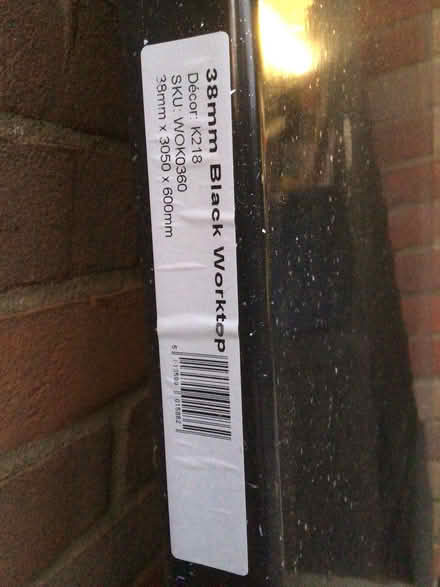 38mm Black Worktop
Décor: K218
SKU: WOK0360
38mm x 3050 x 600mm